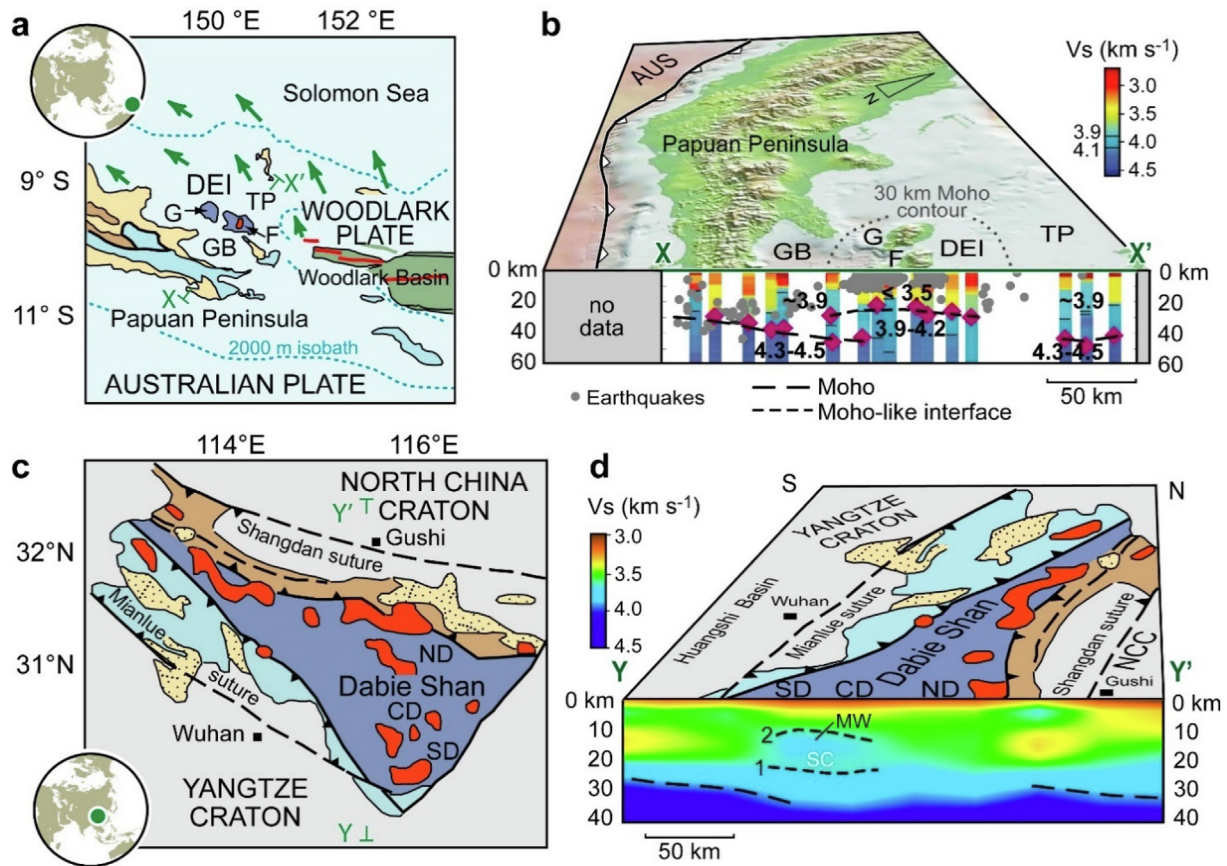 a
150 °E
152 °E
Solomon Sea
9° S
11° S
DEI
X'
G
TP
F
GB
WOODLARK
PLATE
Woodlark Basin
X
Papuan Peninsula
2000 m isobath
AUSTRALIAN PLATE
b
AUS
N
Papuan Peninsula
30 km Moho
contour
GB
G
F
DEI
TP
X
X'
Vs (km s⁻¹)
3.0
3.5
3.9
4.0
4.1
4.5
0 km
20
40
60
no
data
~3.9
≤ 3.5
3.9-4.2
4.3-4.5
~3.9
4.3-4.5
0 km
20
40
60
Earthquakes
Moho
Moho-like interface
50 km
c
114°E
116°E
32°N
31°N
NORTH CHINA
CRATON
Y'
Gushi
Shangdan suture
Mianlue
suture
ND
Dabie Shan
CD
SD
Wuhan
YANGTZE
CRATON
Y
d
Vs (km s⁻¹)
3.0
3.5
4.0
4.5
S
N
YANGTZE
CRATON
Huangshi Basin
Wuhan
Mianlue suture
Dabie Shan
Shangdan suture
NCC
Gushi
SD
CD
ND
Y
Y'
0 km
10
20
30
40
2
MW
SC
1
0 km
10
20
30
40
50 km